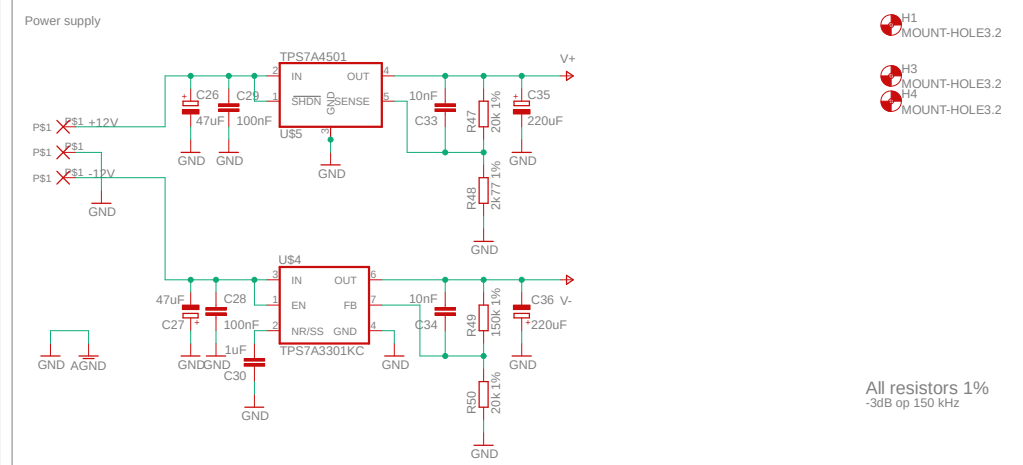 Power supply
H1
MOUNT-HOLE3.2
H3
MOUNT-HOLE3.2
H4
MOUNT-HOLE3.2
TPS7A4501
V+
2 IN OUT 4
1 SHDN SENSE 5
GND
3
U$5
C26
47uF
C29
100nF
10nF
C33
R47
20k 1%
C35
220uF
P$1 P$1 +12V
P$1 P$1
P$1 P$1 -12V
GND
GND
GND
GND
GND
R48
2k77 1%
GND
U$4
3 IN OUT 6
1 EN FB 7
2 NR/SS GND 4
TPS7A3301KC
V-
47uF
C27
C28
100nF
10nF
C34
R49
150k 1%
C36
220uF
1uF
C30
GND
AGND
GND
GND
GND
GND
GND
R50
20k 1%
GND
All resistors 1%
-3dB op 150 kHz